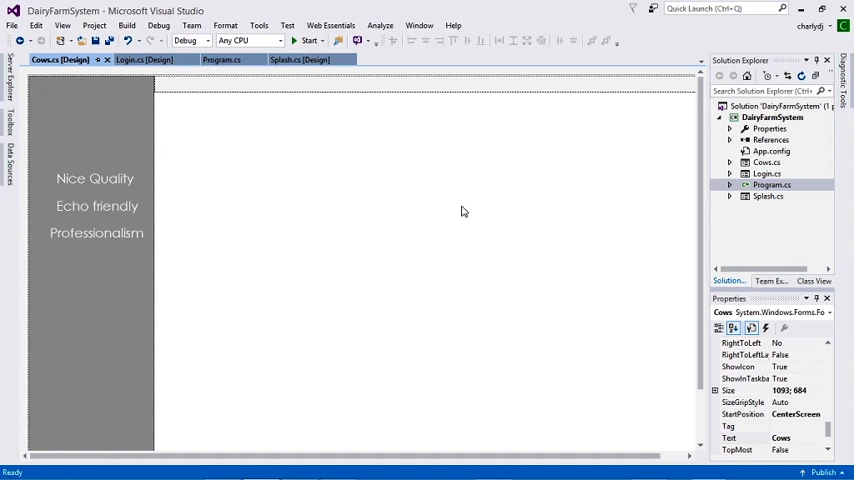 DairyFarmSystem - Microsoft Visual Studio
Quick Launch (Ctrl+Q)
File Edit View Project Build Debug Team Format Tools Test Web Essentials Analyze Window Help
charlydj C
Debug Any CPU Start
Cows.cs [Design] Login.cs [Design] Program.cs Splash.cs [Design]
Server Explorer
Toolbox
Data Sources
Nice Quality
Echo friendly
Professionalism
Solution Explorer
Search Solution Explorer (Ctrl+
Solution 'DairyFarmSystem' (1 p
DairyFarmSystem
Properties
References
App.config
Cows.cs
Login.cs
Program.cs
Splash.cs
Solution... Team Ex... Class View
Properties
Cows System.Windows.Forms.Fo
RightToLeft No
RightToLeftLa False
ShowIcon True
ShowInTaskba True
Size 1093; 684
SizeGripStyle Auto
StartPosition CenterScreen
Tag
Text Cows
TopMost False
Diagnostic Tools
Ready
Publish